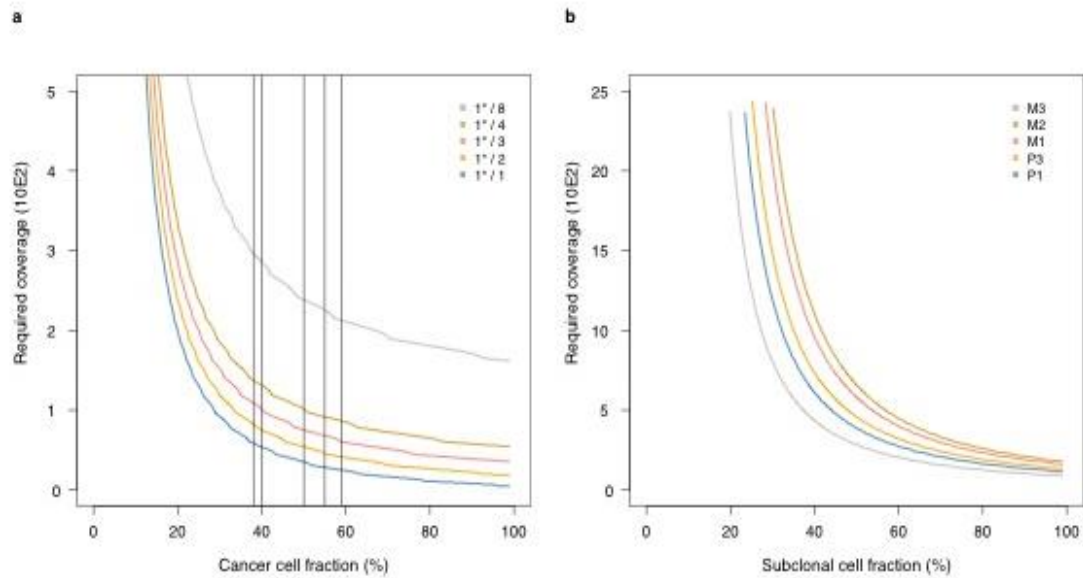 a
5
4
3
2
1
0
0 20 40 60 80 100
Required coverage (10E2)
Cancer cell fraction (%)
1" / 8
1" / 4
1" / 3
1" / 2
1" / 1
b
25
20
15
10
5
0
0 20 40 60 80 100
Required coverage (10E2)
Subclonal cell fraction (%)
M3
M2
M1
P3
P1